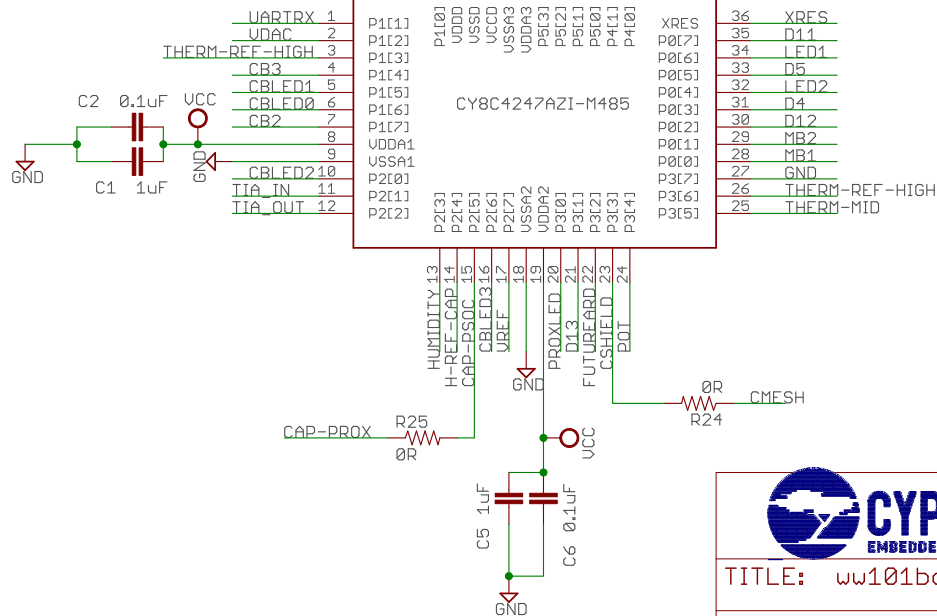 UARTRX 1 P1[1]
VDAC 2 P1[2]
THERM-REF-HIGH 3 P1[3]
CB3 4 P1[4]
CBLED1 5 P1[5]
CBLED0 6 P1[6]
CB2 7 P1[7]
8 VDDA1
9 VSSA1
CBLED2 10 P2[0]
TIA_IN 11 P2[1]
TIA_OUT 12 P2[2]
P1[0]
VDDD
VSSD
VCCD
VSSA3
VDDA3
P5[3]
P5[2]
P5[1]
P5[0]
P4[1]
P4[0]
CY8C4247AZI-M485
XRES 36 XRES
P0[7] 35 D11
P0[6] 34 LED1
P0[5] 33 D5
P0[4] 32 LED2
P0[3] 31 D4
P0[2] 30 D12
P0[1] 29 MB2
P0[0] 28 MB1
P3[7] 27 GND
P3[6] 26 THERM-REF-HIGH
P3[5] 25 THERM-MID
C2 0.1uF
VCC
GND
GND
C1 1uF
P2[3] 13 HUMIDITY
P2[4] 14 H-REF-CAP
P2[5] 15 CAP-PSOC
P2[6] 16 CBLED3
P2[7] 17 VREF
VSSA2 18
VDDA2 19
P3[0] 20 PROXLED
P3[1] 21 D13
P3[2] 22 FUTUREARD
P3[3] 23 CSHIELD
P3[4] 24 POT
GND
0R
CMESH
R24
R25
CAP-PROX
0R
VCC
C5 1uF
C6 0.1uF
GND
CYP
EMBEDDE
TITLE: ww101ba